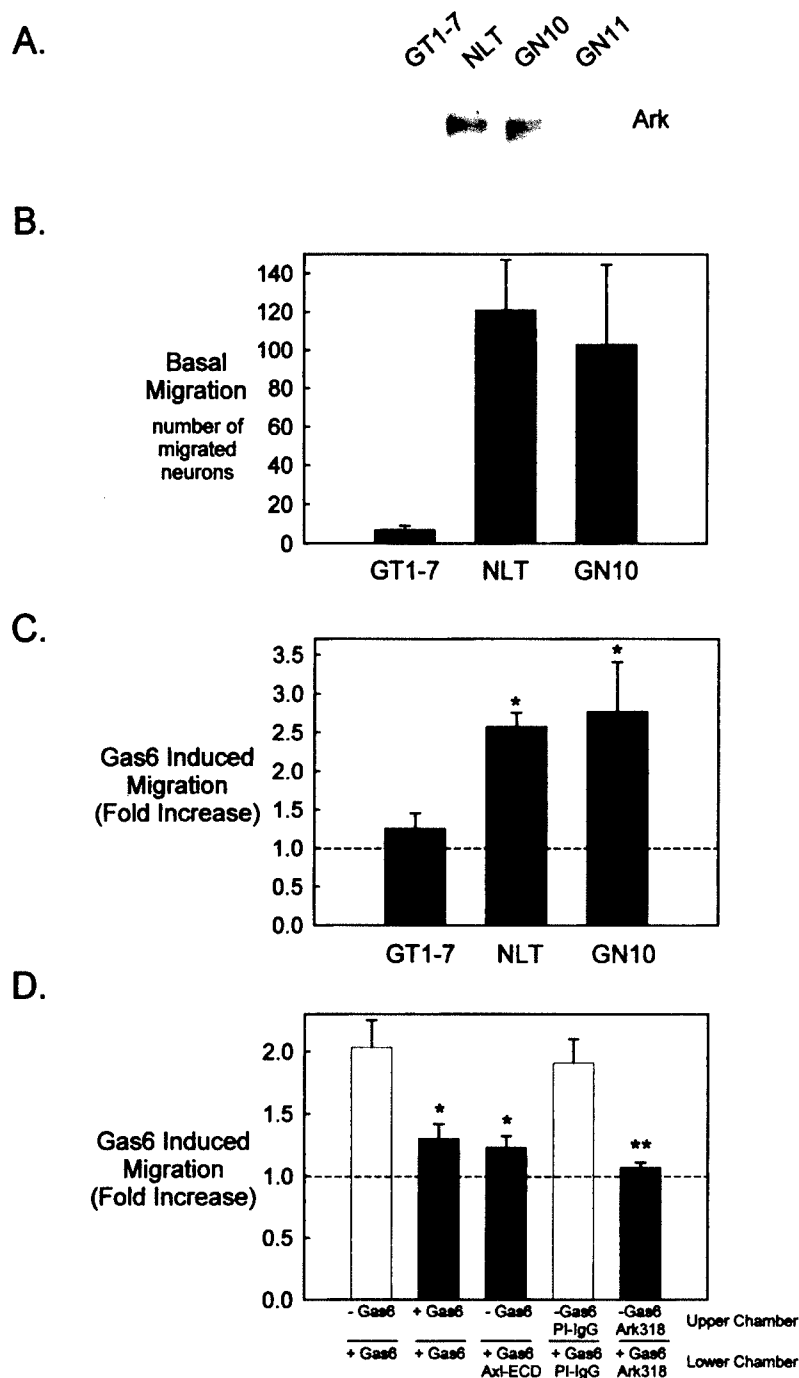 A.
GT1-7 NLT GN10 GN11
Ark
B.
140
120
100
80
60
40
20
0
Basal
Migration
number of
migrated
neurons
GT1-7 NLT GN10
C.
3.5
3.0
2.5
2.0
1.5
1.0
0.5
0.0
Gas6 Induced
Migration
(Fold Increase)
* *
GT1-7 NLT GN10
D.
2.0
1.5
1.0
0.5
0.0
Gas6 Induced
Migration
(Fold Increase)
* * **
- Gas6 + Gas6 - Gas6 -Gas6 -Gas6
PI-IgG Ark318 Upper Chamber
+ Gas6 + Gas6 + Gas6 + Gas6 + Gas6
Axl-ECD PI-IgG Ark318 Lower Chamber